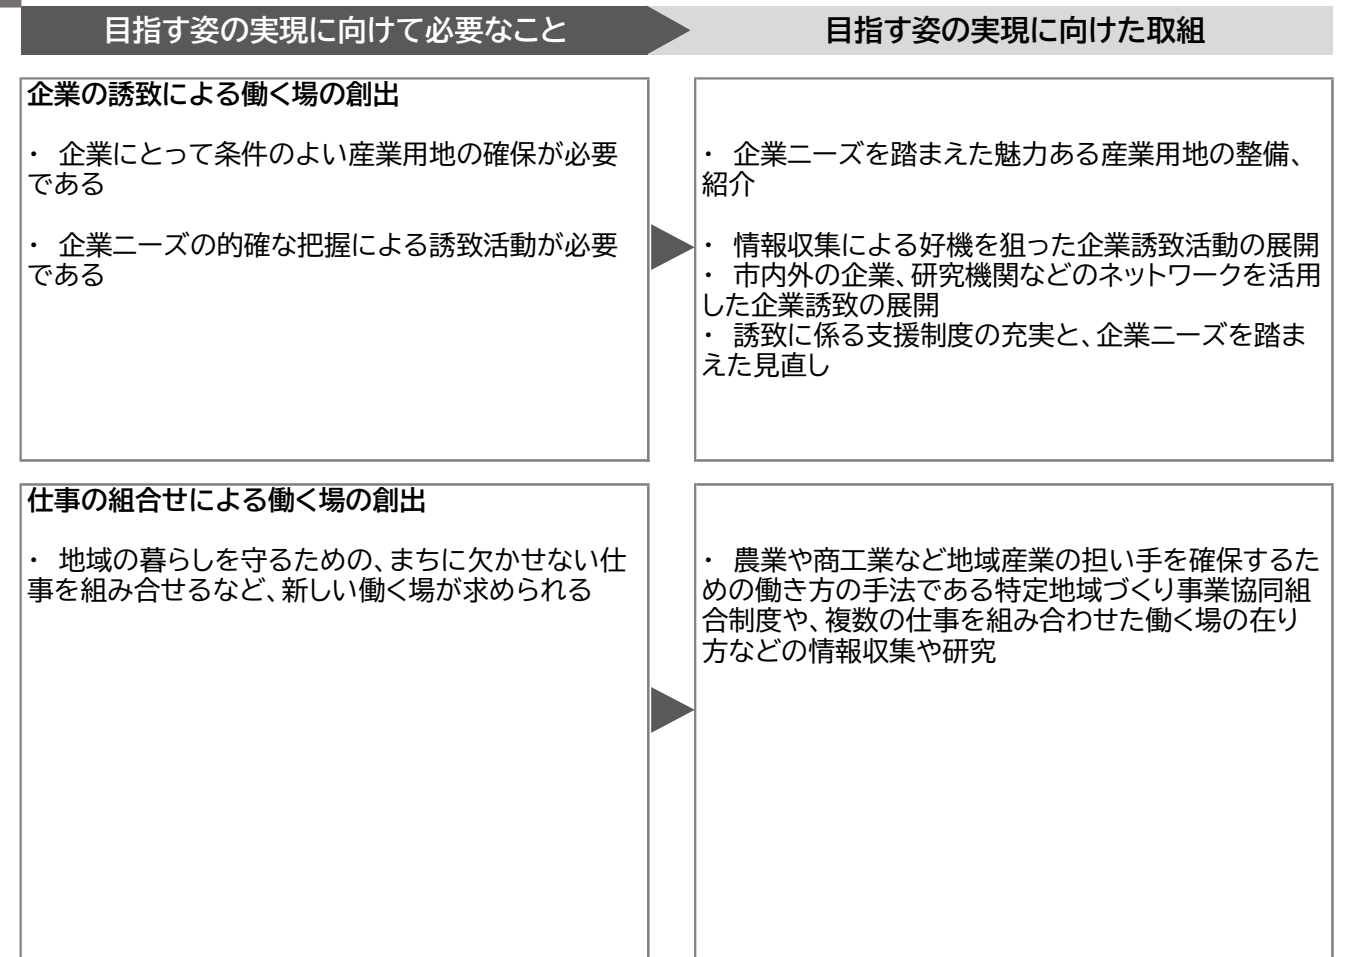 目指す姿の実現に向けて必要なこと
目指す姿の実現に向けた取組
企業の誘致による働く場の創出
・ 企業にとって条件のよい産業用地の確保が必要
である
・ 企業ニーズの的確な把握による誘致活動が必要
である
・ 企業ニーズを踏まえた魅力ある産業用地の整備、
紹介
・ 情報収集による好機を狙った企業誘致活動の展開
・ 市内外の企業、研究機関などのネットワークを活用
した企業誘致の展開
・ 誘致に係る支援制度の充実と、企業ニーズを踏ま
えた見直し
仕事の組合せによる働く場の創出
・ 地域の暮らしを守るための、まちに欠かせない仕
事を組み合せるなど、新しい働く場が求められる
・ 農業や商工業など地域産業の担い手を確保するた
めの働き方の手法である特定地域づくり事業協同組
合制度や、複数の仕事を組み合わせた働く場の在り
方などの情報収集や研究